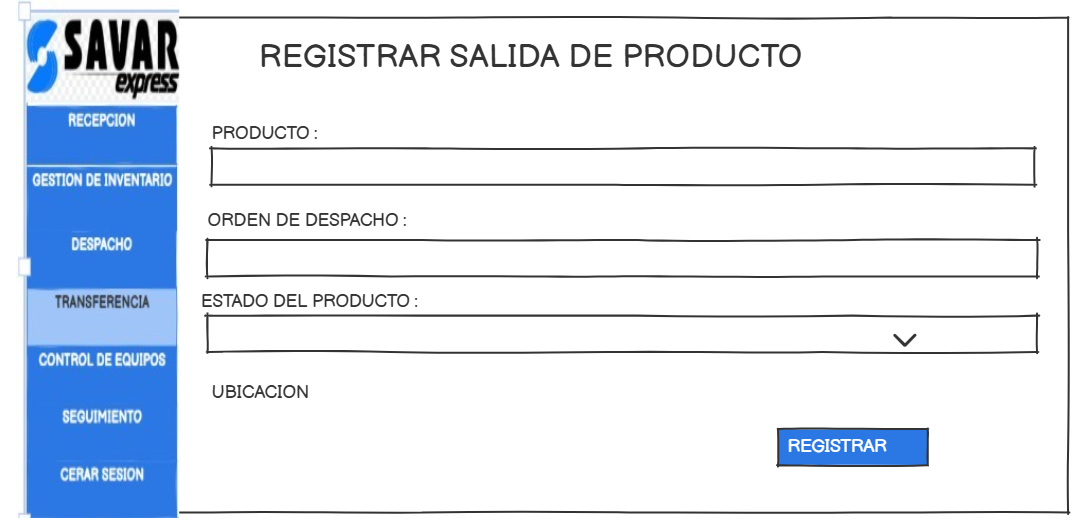 SAVAR
express
RECEPCION
GESTION DE INVENTARIO
DESPACHO
TRANSFERENCIA
CONTROL DE EQUIPOS
SEGUIMIENTO
CERAR SESION
REGISTRAR SALIDA DE PRODUCTO
PRODUCTO :
ORDEN DE DESPACHO :
ESTADO DEL PRODUCTO :
UBICACION
REGISTRAR